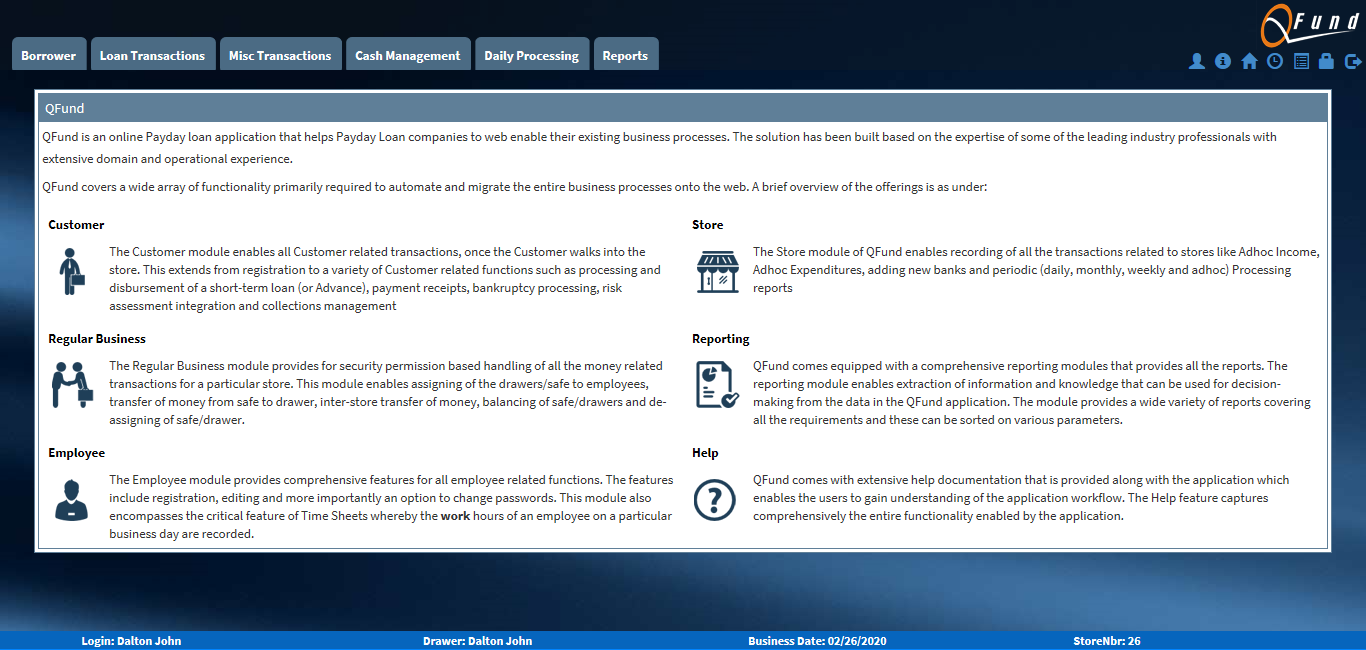 QFund
Borrower
Loan Transactions
Misc Transactions
Cash Management
Daily Processing
Reports
QFund
QFund is an online Payday loan application that helps Payday Loan companies to web enable their existing business processes. The solution has been built based on the expertise of some of the leading industry professionals with
extensive domain and operational experience.
QFund covers a wide array of functionality primarily required to automate and migrate the entire business processes onto the web. A brief overview of the offerings is as under:
Customer
The Customer module enables all Customer related transactions, once the Customer walks into the
store. This extends from registration to a variety of Customer related functions such as processing and
disbursement of a short-term loan (or Advance), payment receipts, bankruptcy processing, risk
assessment integration and collections management
Store
The Store module of QFund enables recording of all the transactions related to stores like Adhoc Income,
Adhoc Expenditures, adding new banks and periodic (daily, monthly, weekly and adhoc) Processing
reports
Regular Business
The Regular Business module provides for security permission based handling of all the money related
transactions for a particular store. This module enables assigning of the drawers/safe to employees,
transfer of money from safe to drawer, inter-store transfer of money, balancing of safe/drawers and de-
assigning of safe/drawer.
Reporting
QFund comes equipped with a comprehensive reporting modules that provides all the reports. The
reporting module enables extraction of information and knowledge that can be used for decision-
making from the data in the QFund application. The module provides a wide variety of reports covering
all the requirements and these can be sorted on various parameters.
Employee
The Employee module provides comprehensive features for all employee related functions. The features
include registration, editing and more importantly an option to change passwords. This module also
encompasses the critical feature of Time Sheets whereby the work hours of an employee on a particular
business day are recorded.
Help
QFund comes with extensive help documentation that is provided along with the application which
enables the users to gain understanding of the application workflow. The Help feature captures
comprehensively the entire functionality enabled by the application.
Login: Dalton John
Drawer: Dalton John
Business Date: 02/26/2020
StoreNbr: 26